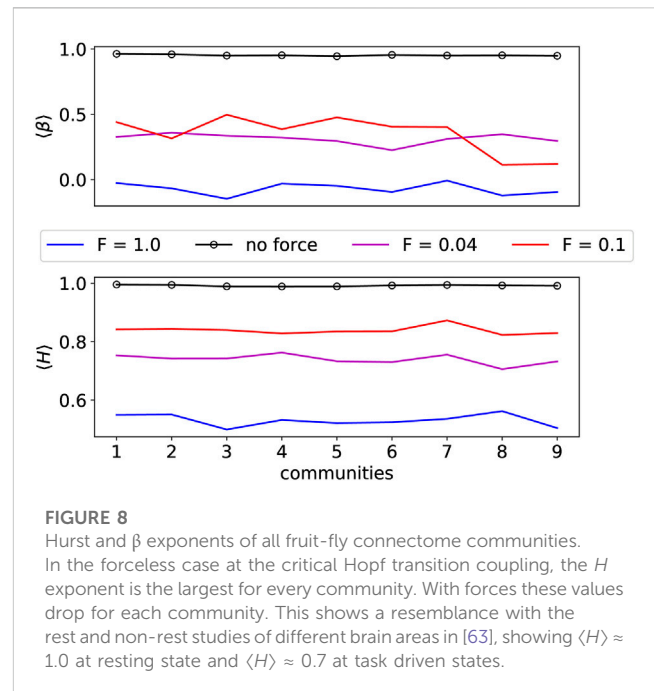 1.0
0.5
0.0
⟨β⟩
F = 1.0 no force F = 0.04 F = 0.1
1.0
0.8
0.6
⟨H⟩
1 2 3 4 5 6 7 8 9
communities
FIGURE 8
Hurst and β exponents of all fruit-fly connectome communities.
In the forceless case at the critical Hopf transition coupling, the H
exponent is the largest for every community. With forces these values
drop for each community. This shows a resemblance with the
rest and non-rest studies of different brain areas in [63], showing ⟨H⟩ ≈
1.0 at resting state and ⟨H⟩ ≈ 0.7 at task driven states.